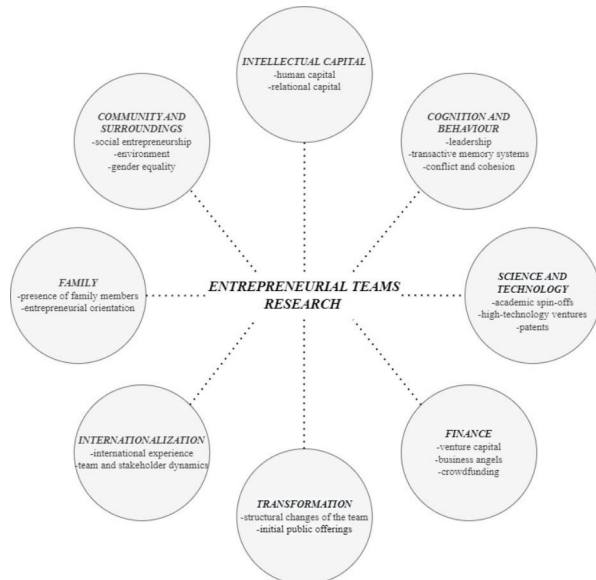 INTELLECTUAL CAPITAL
-human capital
-relational capital
COMMUNITY AND
SURROUNDINGS
-social entrepreneurship
-environment
-gender equality
COGNITION AND
BEHAVIOUR
-leadership
-transactive memory systems
-conflict and cohesion
FAMILY
-presence of family members
-entrepreneurial orientation
ENTREPRENEURIAL TEAMS
RESEARCH
SCIENCE AND
TECHNOLOGY
-academic spin-offs
-high-technology ventures
-patents
INTERNATIONALIZATION
-international experience
-team and stakeholder dynamics
FINANCE
-venture capital
-business angels
-crowdfunding
TRANSFORMATION
-structural changes of the team
-initial public offerings